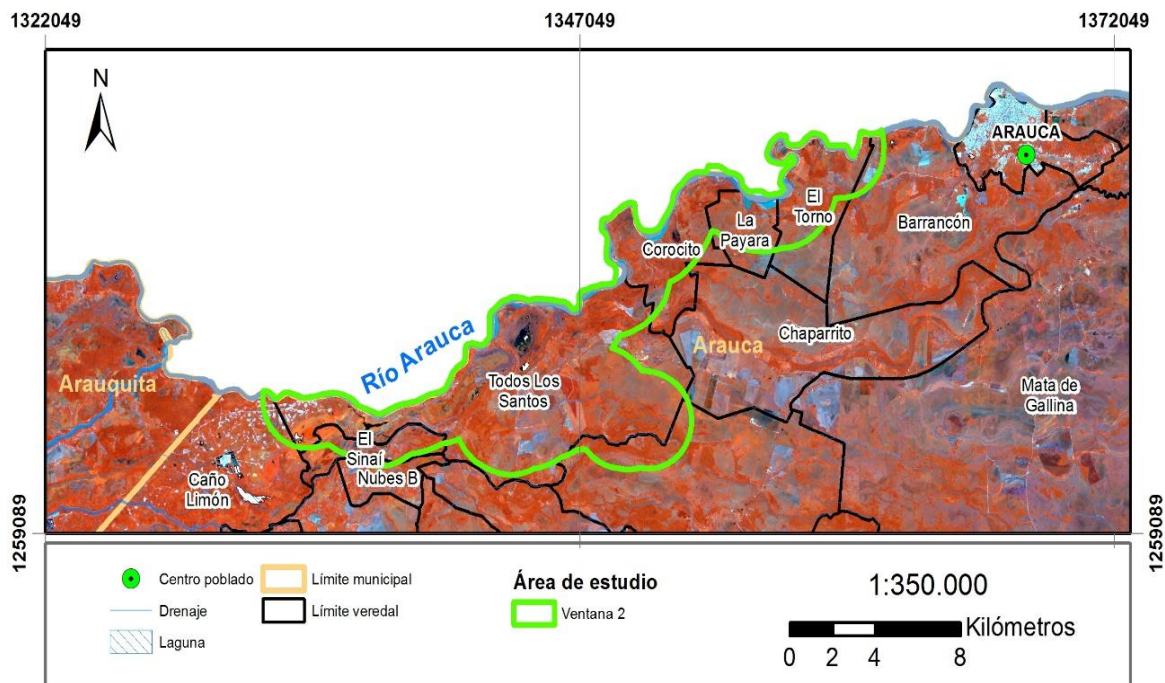 1322049
1347049
1372049
N
ARAUCA
El
Torno
La
Payara
Barrancón
Corocito
Chaparrito
Arauca
Río Arauca
Arauquita
Todos Los
Santos
Mata de
Gallina
El
Sinaí
Nubes B
Caño
Limón
1259089
1259089
Centro poblado
Drenaje
Laguna
Límite municipal
Límite veredal
Área de estudio
Ventana 2
1:350.000
Kilómetros
0 2 4 8